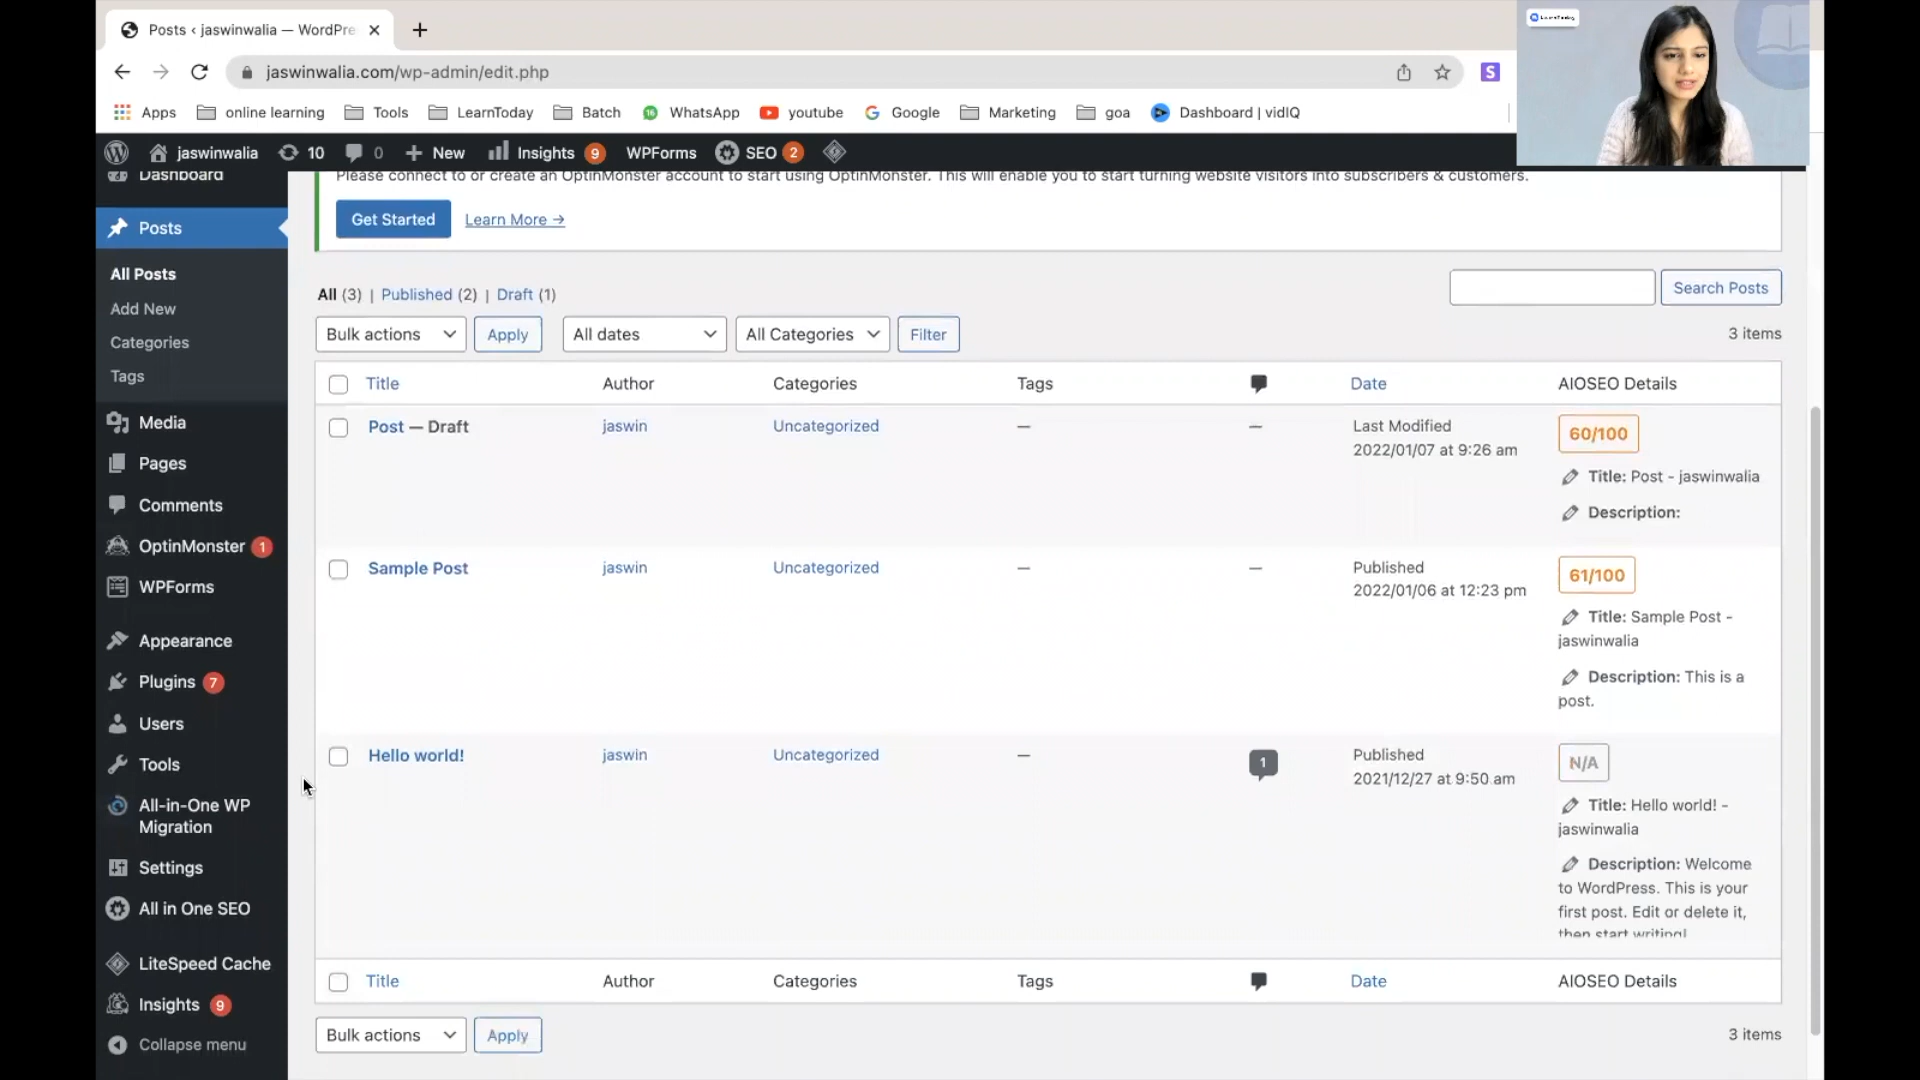 Posts ‹ jaswinwalia — WordPre
jaswinwalia.com/wp-admin/edit.php
S
Apps online learning Tools LearnToday Batch WhatsApp youtube Google Marketing goa Dashboard | vidIQ
jaswinwalia 10 0 New Insights 9 WPForms SEO 2
Dashboard
Posts
All Posts
Add New
Categories
Tags
Media
Pages
Comments
OptinMonster 1
WPForms
Appearance
Plugins 7
Users
Tools
All-in-One WP
Migration
Settings
All in One SEO
LiteSpeed Cache
Insights 9
Collapse menu
Please connect to or create an OptinMonster account to start using OptinMonster. This will enable you to start turning website visitors into subscribers & customers.
Get Started Learn More →
All (3) | Published (2) | Draft (1)
Search Posts
Bulk actions Apply All dates All Categories Filter 3 items
Title Author Categories Tags Date AIOSEO Details
Post — Draft jaswin Uncategorized — — Last Modified
2022/01/07 at 9:26 am
60/100
Title: Post - jaswinwalia
Description:
Sample Post jaswin Uncategorized — — Published
2022/01/06 at 12:23 pm
61/100
Title: Sample Post -
jaswinwalia
Description: This is a
post.
Hello world! jaswin Uncategorized — 1 Published
2021/12/27 at 9:50 am
N/A
Title: Hello world! -
jaswinwalia
Description: Welcome
to WordPress. This is your
first post. Edit or delete it,
then start writing!
Title Author Categories Tags Date AIOSEO Details
Bulk actions Apply 3 items